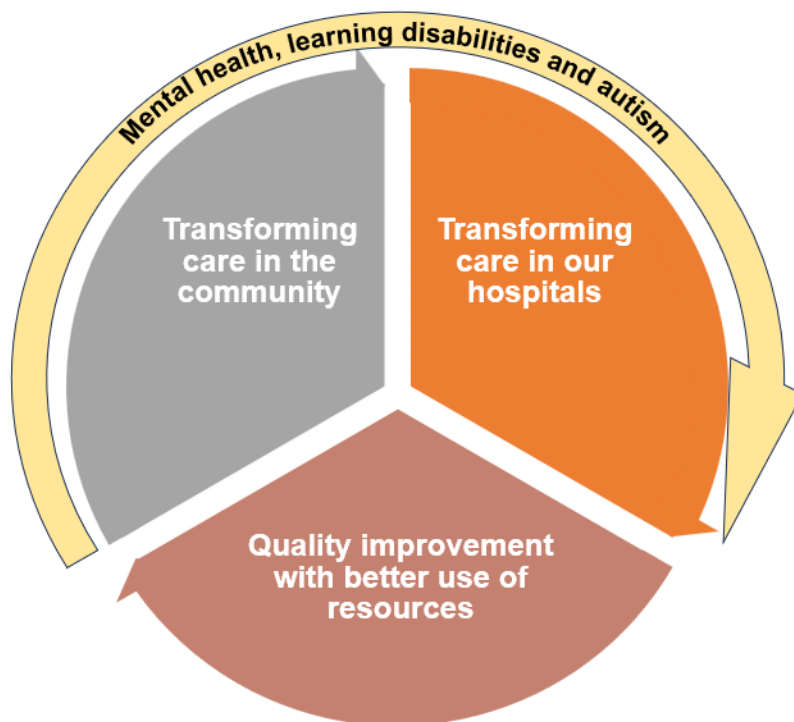 Mental health, learning disabilities and autism
Transforming
care in the
community
Transforming
care in our
hospitals
Quality improvement
with better use of
resources